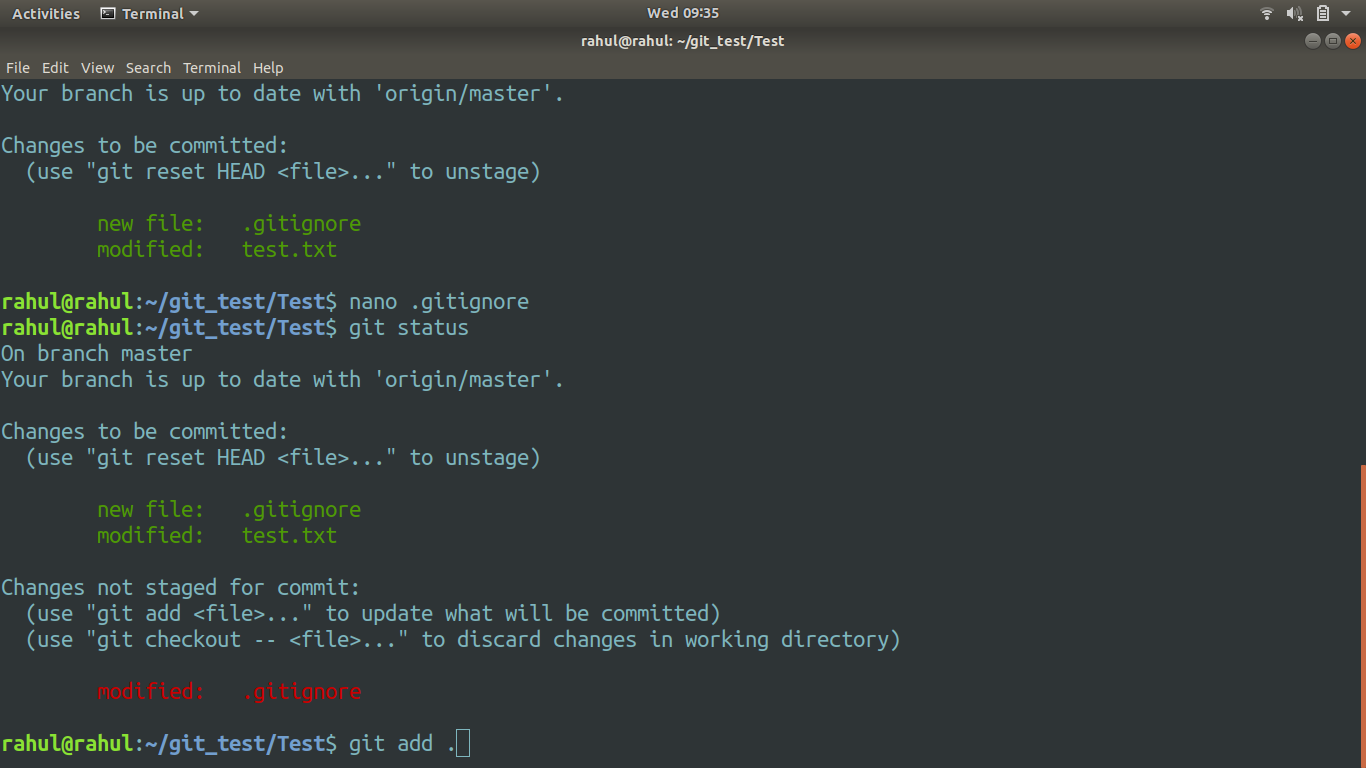 Activities Terminal Wed 09:35
rahul@rahul: ~/git_test/Test
File Edit View Search Terminal Help
Your branch is up to date with 'origin/master'.
Changes to be committed:
  (use "git reset HEAD <file>..." to unstage)
        new file:   .gitignore
        modified:   test.txt
rahul@rahul:~/git_test/Test$ nano .gitignore
rahul@rahul:~/git_test/Test$ git status
On branch master
Your branch is up to date with 'origin/master'.
Changes to be committed:
  (use "git reset HEAD <file>..." to unstage)
        new file:   .gitignore
        modified:   test.txt
Changes not staged for commit:
  (use "git add <file>..." to update what will be committed)
  (use "git checkout -- <file>..." to discard changes in working directory)
        modified:   .gitignore
rahul@rahul:~/git_test/Test$ git add .